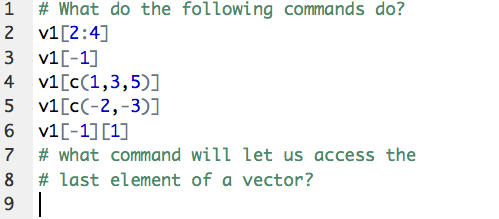 1 # What do the following commands do?
2 v1[2:4]
3 v1[-1]
4 v1[c(1,3,5)]
5 v1[c(-2,-3)]
6 v1[-1][1]
7 # what command will let us access the
8 # last element of a vector?
9